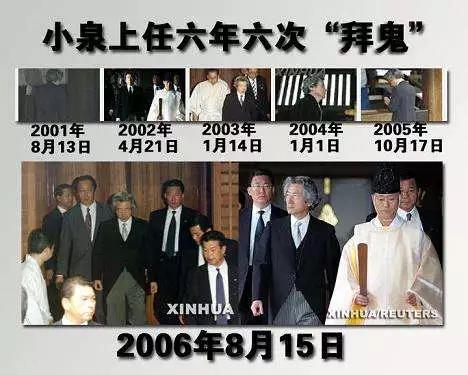 小泉上任六年六次“拜鬼”
2001年 2002年 2003年 2004年 2005年
8月13日 4月21日 1月14日 1月1日 10月17日
XINHUA XINHUA/REUTERS
2006年8月15日